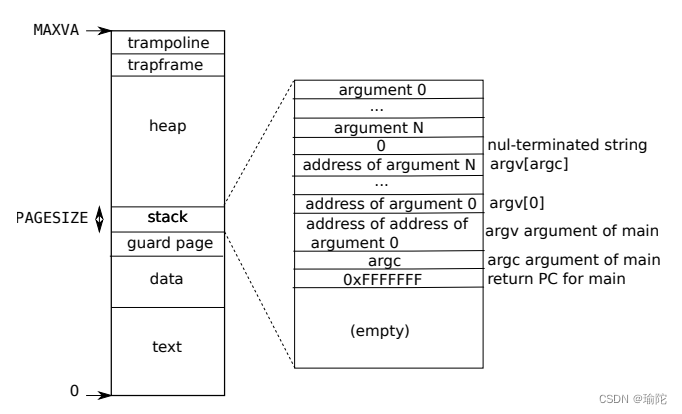 MAXVA
trampoline
trapframe
heap
PAGESIZE
stack
guard page
data
text
0
argument 0
...
argument N
0
nul-terminated string
address of argument N
argv[argc]
...
address of argument 0
argv[0]
address of address of
argument 0
argv argument of main
argc
argc argument of main
0xFFFFFFF
return PC for main
(empty)
CSDN @瑜陀